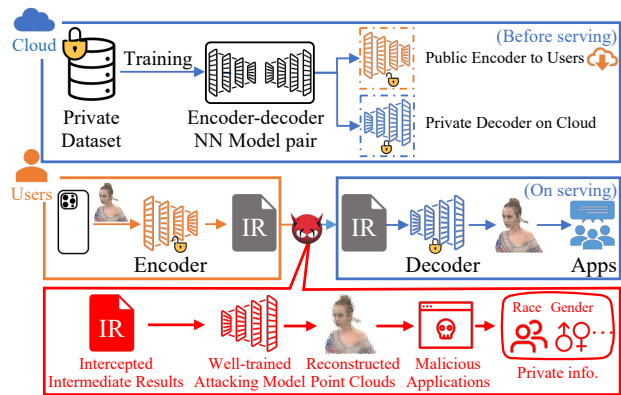 Cloud
(Before serving)
Training
Public Encoder to Users
Private
Dataset
Encoder-decoder
NN Model pair
Private Decoder on Cloud
Users
(On serving)
IR
IR
Encoder
Decoder
Apps
IR
Race Gender
...
Intercepted
Intermediate Results
Well-trained
Attacking Model
Reconstructed
Point Clouds
Malicious
Applications
Private info.